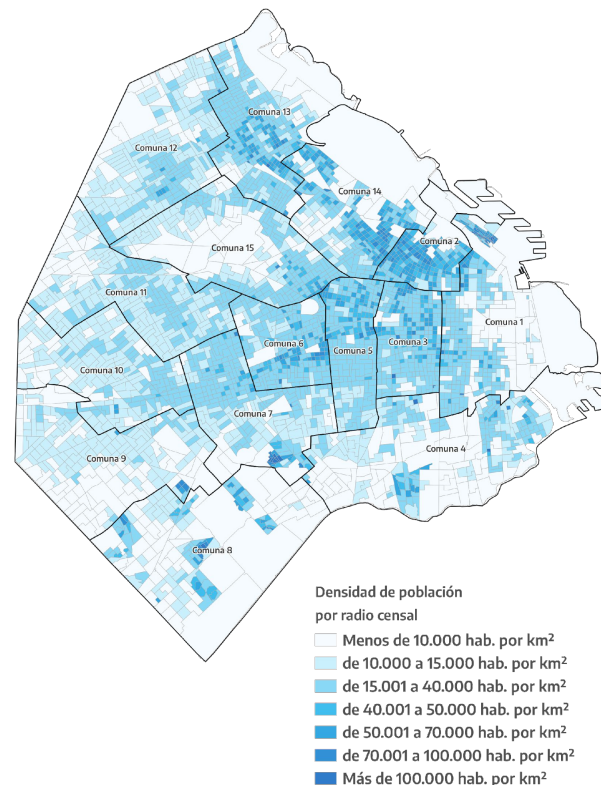 Comuna 13
Comuna 12
Comuna 14
Comuna 2
Comuna 15
Comuna 11
Comuna 1
Comuna 6
Comuna 3
Comuna 5
Comuna 10
Comuna 7
Comuna 4
Comuna 9
Comuna 8
Densidad de población
por radio censal
Menos de 10.000 hab. por km²
de 10.000 a 15.000 hab. por km²
de 15.001 a 40.000 hab. por km²
de 40.001 a 50.000 hab. por km²
de 50.001 a 70.000 hab. por km²
de 70.001 a 100.000 hab. por km²
Más de 100.000 hab. por km²